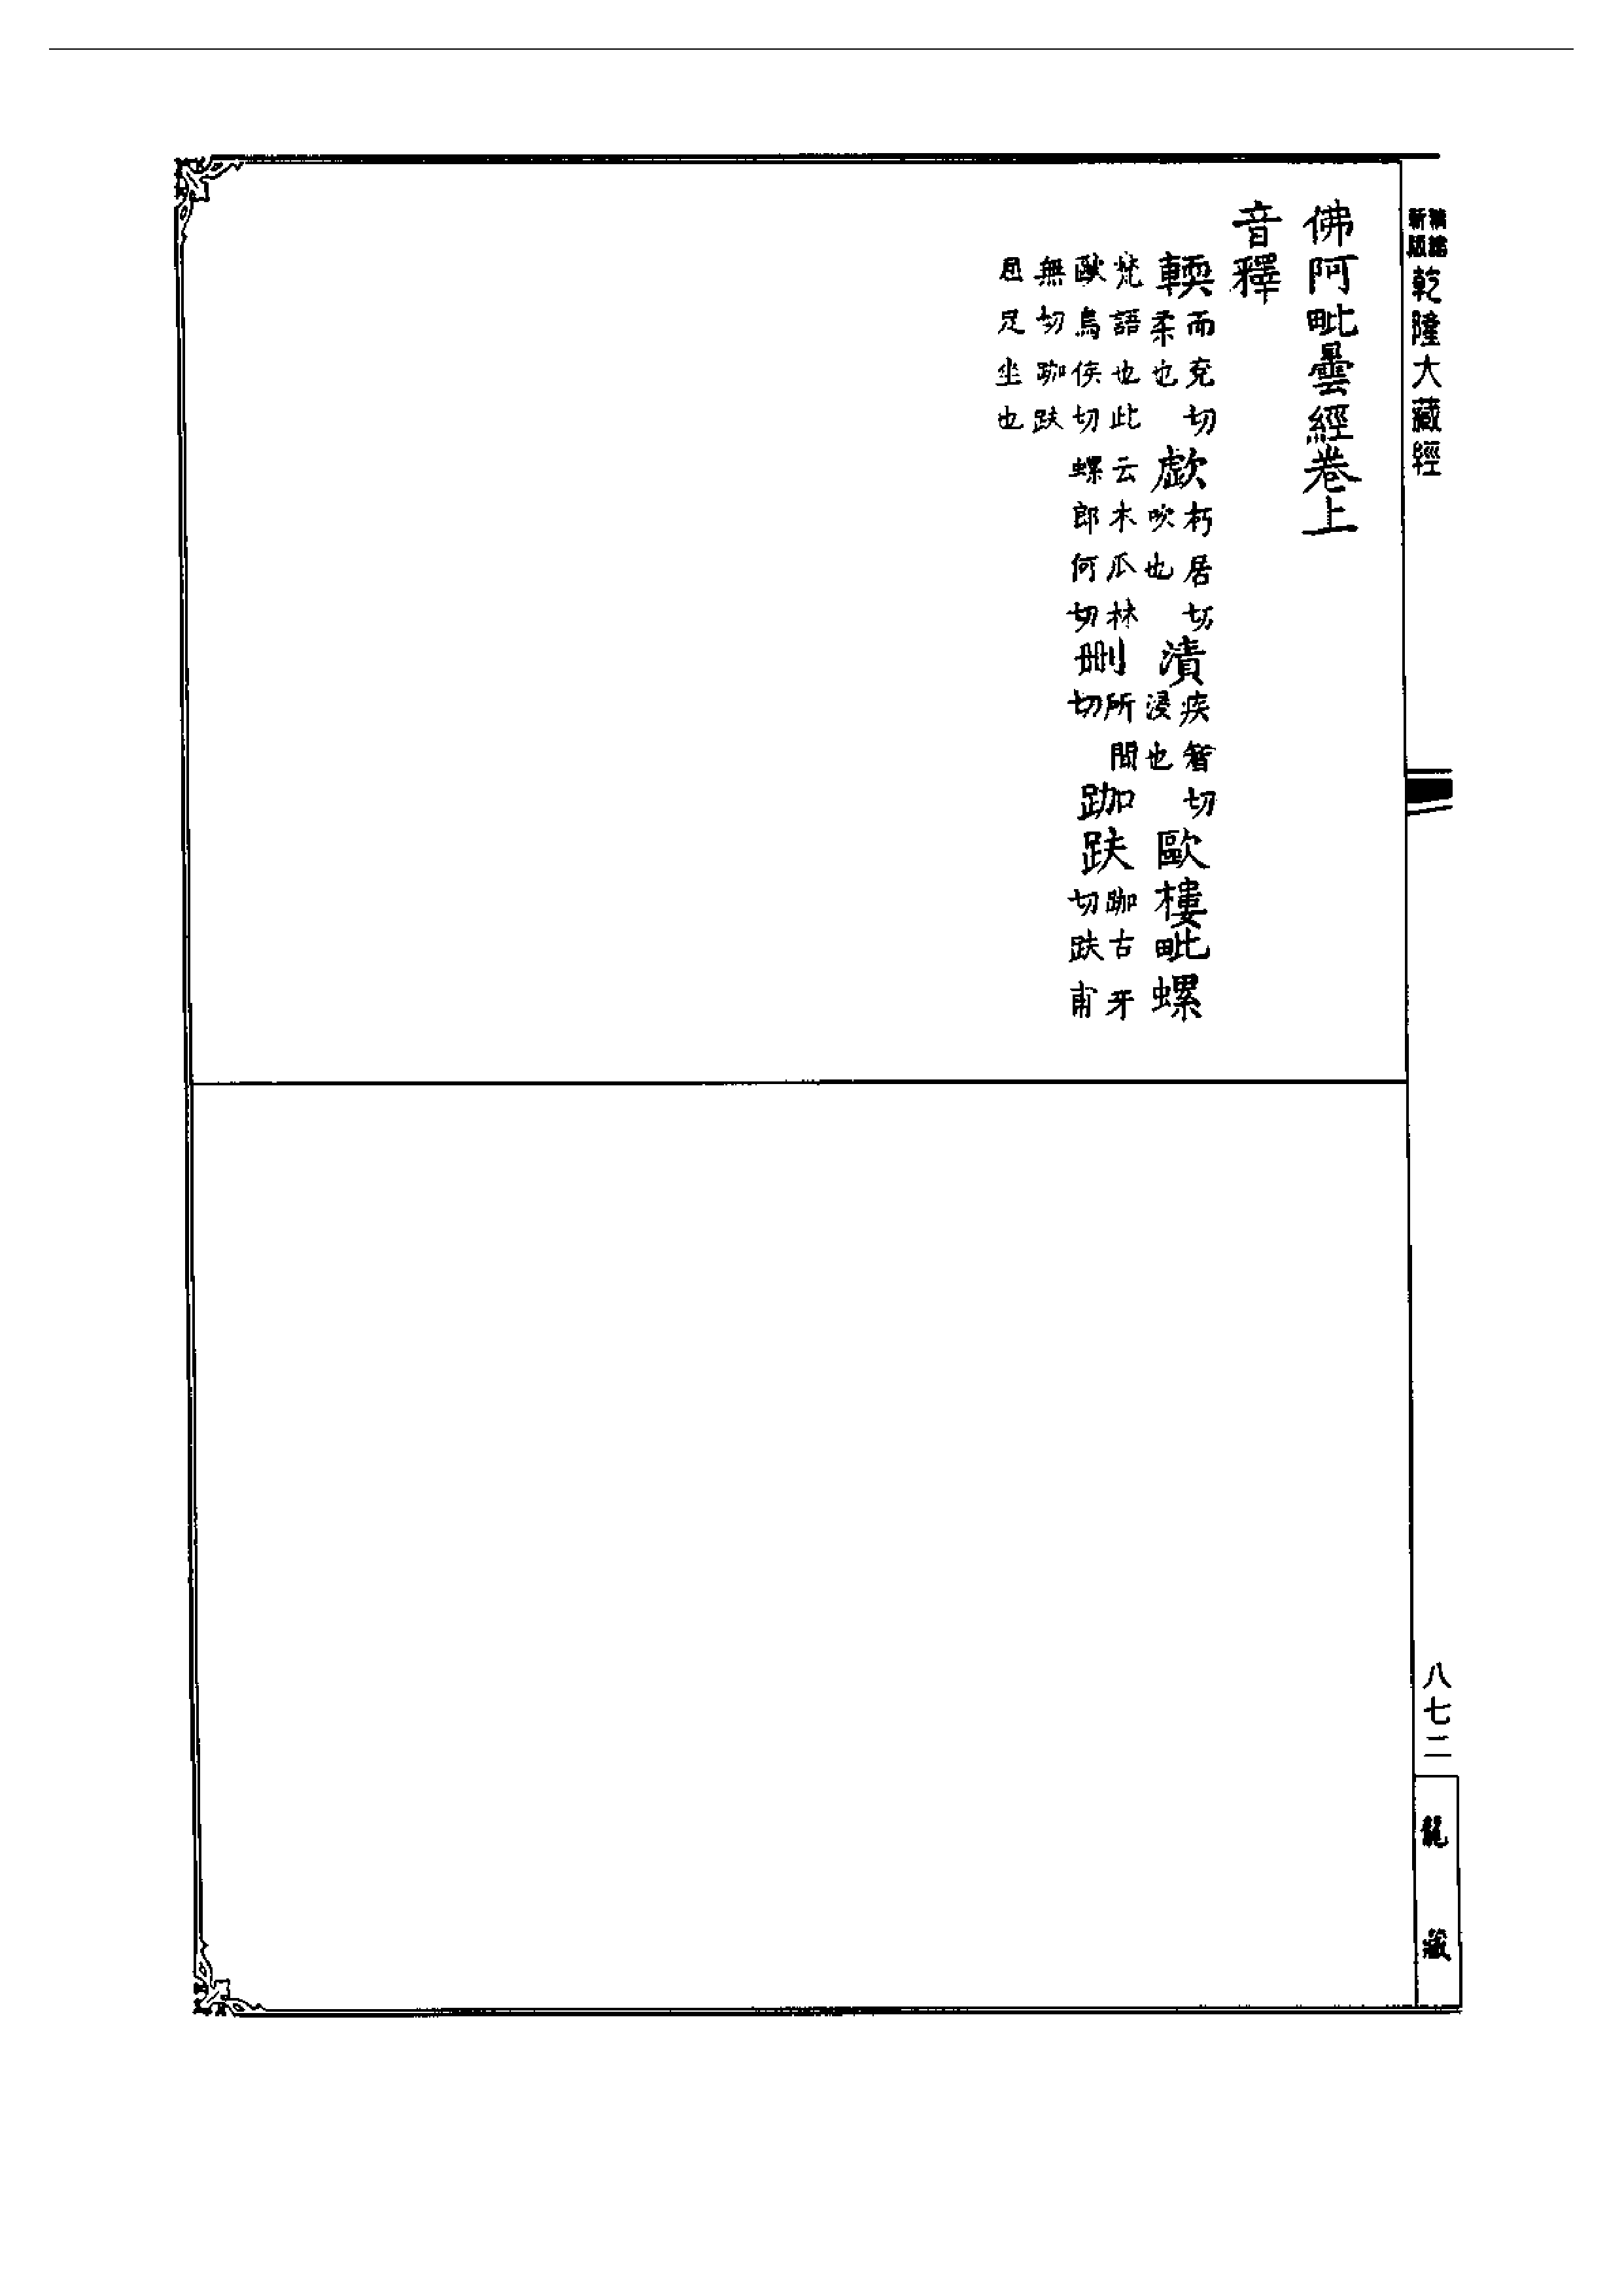 新版
乾隆大藏經
佛阿毗曇經卷上
音釋
輭而兗切柔也歔朽居切吹也漬疾智切浸也歐樓毗螺
梵語也此云木瓜林歐烏侯切螺郎何切刪所間切跏趺跏古牙切趺甫
無切跏趺屈足坐也
八七二
龍藏